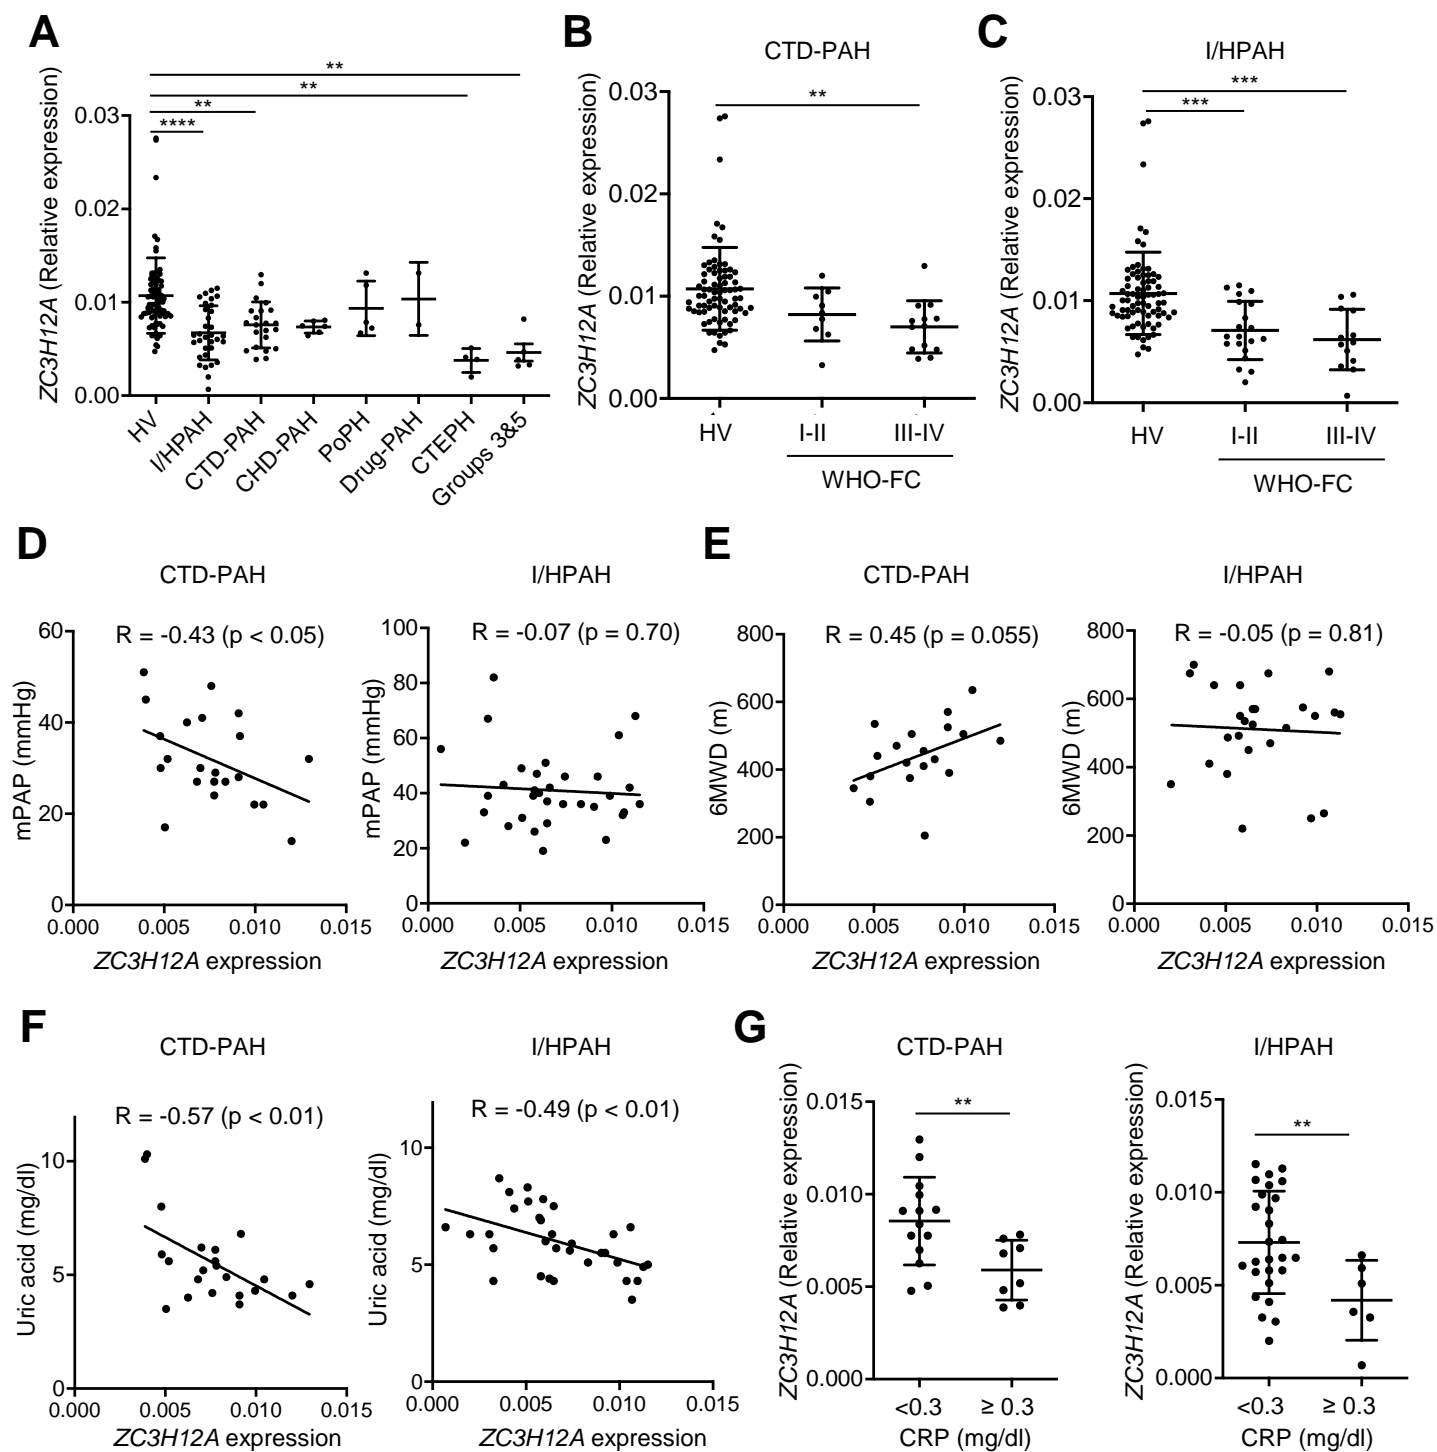 A
ZC3H12A (Relative expression)
0.03
0.02
0.01
0.00
**
**
**
****
HV
I/HPAH
CTD-PAH
CHD-PAH
PoPH
Drug-PAH
CTEPH
Groups 3&5
B
CTD-PAH
ZC3H12A (Relative expression)
0.03
0.02
0.01
0.00
**
HV
I-II
III-IV
WHO-FC
C
I/HPAH
ZC3H12A (Relative expression)
0.03
0.02
0.01
0.00
***
***
HV
I-II
III-IV
WHO-FC
D
CTD-PAH
R = -0.43 (p < 0.05)
mPAP (mmHg)
60
40
20
0
0.000 0.005 0.010 0.015
ZC3H12A expression
I/HPAH
R = -0.07 (p = 0.70)
mPAP (mmHg)
100
80
60
40
20
0
0.000 0.005 0.010 0.015
ZC3H12A expression
E
CTD-PAH
R = 0.45 (p = 0.055)
6MWD (m)
800
600
400
200
0
0.000 0.005 0.010 0.015
ZC3H12A expression
I/HPAH
R = -0.05 (p = 0.81)
6MWD (m)
800
600
400
200
0
0.000 0.005 0.010 0.015
ZC3H12A expression
F
CTD-PAH
R = -0.57 (p < 0.01)
Uric acid (mg/dl)
10
5
0
0.000 0.005 0.010 0.015
ZC3H12A expression
I/HPAH
R = -0.49 (p < 0.01)
Uric acid (mg/dl)
10
5
0
0.000 0.005 0.010 0.015
ZC3H12A expression
G
CTD-PAH
ZC3H12A (Relative expression)
0.015
0.010
0.005
0.000
**
<0.3 ≥ 0.3
CRP (mg/dl)
I/HPAH
ZC3H12A (Relative expression)
0.015
0.010
0.005
0.000
**
<0.3 ≥ 0.3
CRP (mg/dl)